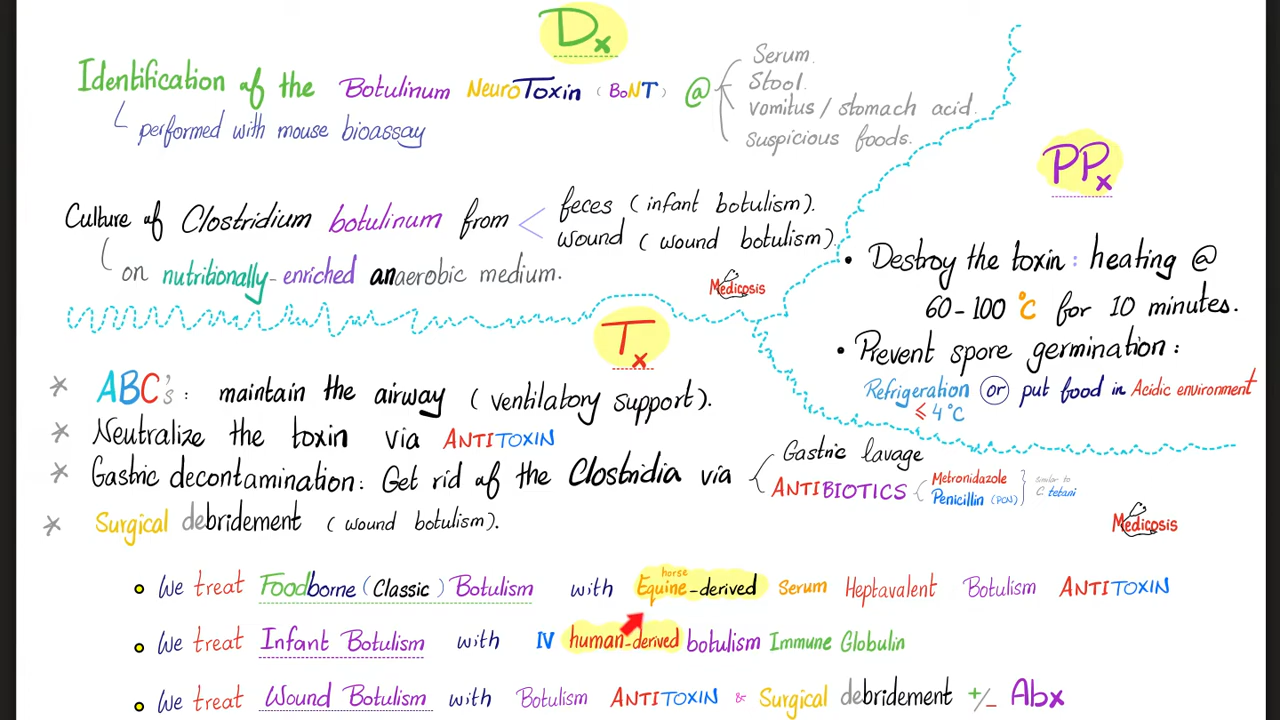 Dx
Identification of the Botulinum NeuroToxin (BoNT) @
Serum.
Stool.
vomitus / stomach acid.
suspicious foods.
performed with mouse bioassay
Culture of Clostridium botulinum from
feces (infant botulism).
wound (wound botulism).
on nutritionally-enriched anaerobic medium.
Medicosis
PPx
• Destroy the toxin: heating @
60-100 °C for 10 minutes.
• Prevent spore germination:
Refrigeration or put food in Acidic environment
≤ 4°C
Tx
* ABC's: maintain the airway (ventilatory support).
* Neutralize the toxin via ANTITOXIN
* Gastric decontamination: Get rid of the Clostridia via
Gastric lavage
ANTIBIOTICS
Metronidazole
Penicillin (PCN)
similar to
C. tetani
* Surgical debridement (wound botulism).
Medicosis
We treat Foodborne (Classic) Botulism with Equine-derived Serum Heptavalent Botulism ANTITOXIN
horse
We treat Infant Botulism with IV human-derived botulism Immune Globulin
We treat Wound Botulism with Botulism ANTITOXIN & Surgical debridement +/- Abx